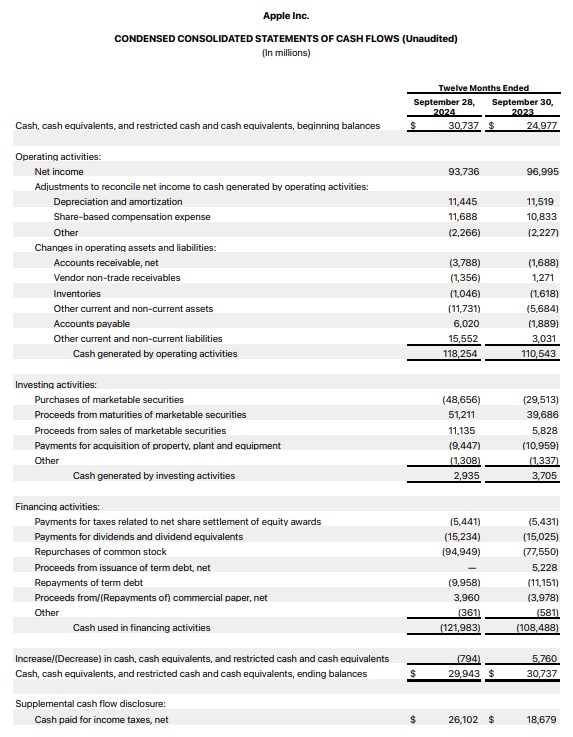 Apple Inc.
CONDENSED CONSOLIDATED STATEMENTS OF CASH FLOWS (Unaudited)
(In millions)
Twelve Months Ended
September 28, 2024 September 30, 2023
Cash, cash equivalents, and restricted cash and cash equivalents, beginning balances $ 30,737 $ 24,977
Operating activities:
Net income 93,736 96,995
Adjustments to reconcile net income to cash generated by operating activities:
Depreciation and amortization 11,445 11,519
Share-based compensation expense 11,688 10,833
Other (2,266) (2,227)
Changes in operating assets and liabilities:
Accounts receivable, net (3,788) (1,688)
Vendor non-trade receivables (1,356) 1,271
Inventories (1,046) (1,618)
Other current and non-current assets (11,731) (5,684)
Accounts payable 6,020 (1,889)
Other current and non-current liabilities 15,552 3,031
Cash generated by operating activities 118,254 110,543
Investing activities:
Purchases of marketable securities (48,656) (29,513)
Proceeds from maturities of marketable securities 51,211 39,686
Proceeds from sales of marketable securities 11,135 5,828
Payments for acquisition of property, plant and equipment (9,447) (10,959)
Other (1,308) (1,337)
Cash generated by investing activities 2,935 3,705
Financing activities:
Payments for taxes related to net share settlement of equity awards (5,441) (5,431)
Payments for dividends and dividend equivalents (15,234) (15,025)
Repurchases of common stock (94,949) (77,550)
Proceeds from issuance of term debt, net — 5,228
Repayments of term debt (9,958) (11,151)
Proceeds from/(Repayments of) commercial paper, net 3,960 (3,978)
Other (361) (581)
Cash used in financing activities (121,983) (108,488)
Increase/(Decrease) in cash, cash equivalents, and restricted cash and cash equivalents (794) 5,760
Cash, cash equivalents, and restricted cash and cash equivalents, ending balances $ 29,943 $ 30,737
Supplemental cash flow disclosure:
Cash paid for income taxes, net $ 26,102 $ 18,679